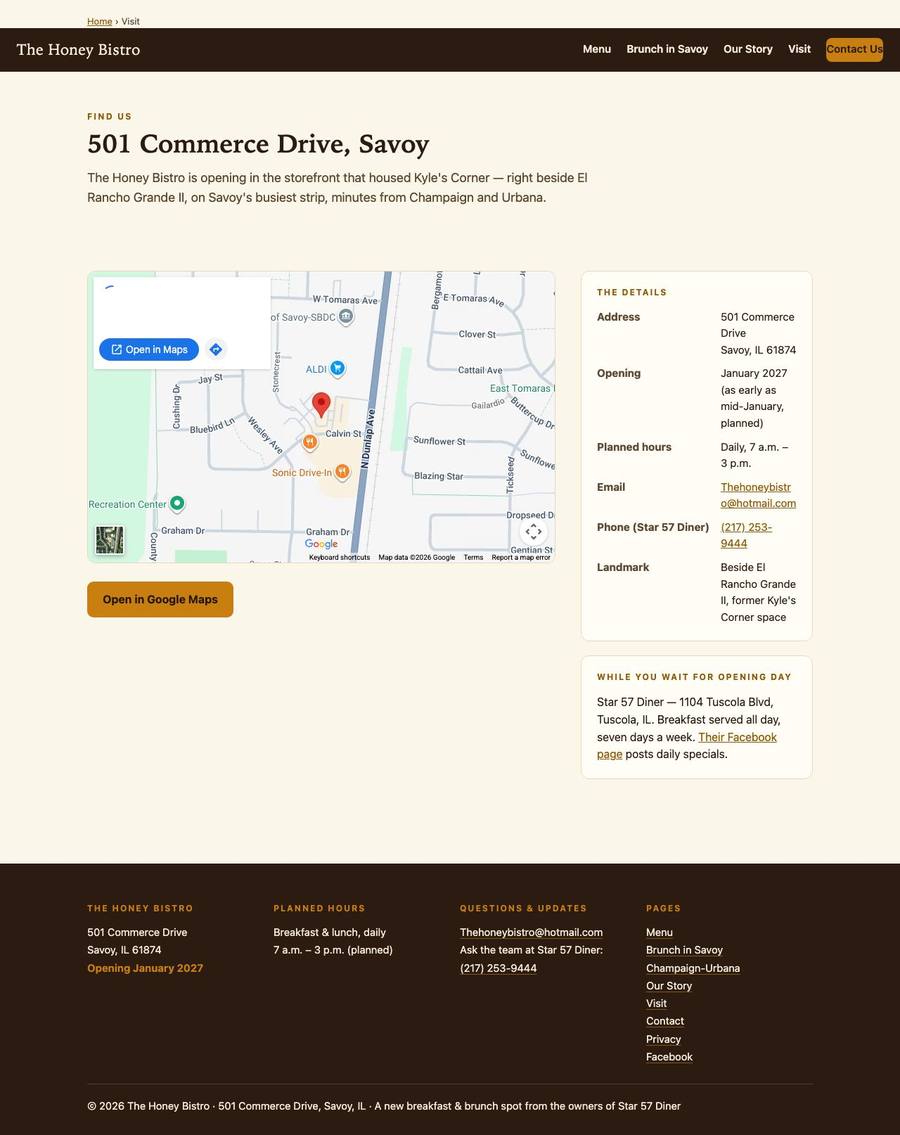 Home › Visit
The Honey Bistro
Menu
Brunch in Savoy
Our Story
Visit
Contact Us
FIND US
501 Commerce Drive, Savoy
The Honey Bistro is opening in the storefront that housed Kyle's Corner — right beside El
Rancho Grande II, on Savoy's busiest strip, minutes from Champaign and Urbana.
Open in Maps
W Tomaras Ave
of Savoy-SBDC
Bergamo
E Tomaras Ave
Clover St
Stonecrest
ALDI
Cattail Ave
East Tomaras
Jay St
Cushing Dr
Gailardio
Buttercup Dr
Bluebird Ln
Wesley Ave
Calvin St
N Dunlap Ave
Sunflower St
Sunflowe
Sonic Drive-In
Blazing Star
Tickseed
Recreation Center
Dropseed D
Graham Dr
Graham Dr
County
Gentian St
Google
Keyboard shortcuts
Map data ©2026 Google
Terms
Report a map error
Open in Google Maps
THE DETAILS
Address
501 Commerce
Drive
Savoy, IL 61874
Opening
January 2027
(as early as
mid-January,
planned)
Planned hours
Daily, 7 a.m. –
3 p.m.
Email
Thehoneybistr
o@hotmail.com
Phone (Star 57 Diner)
(217) 253-
9444
Landmark
Beside El
Rancho Grande
II, former Kyle's
Corner space
WHILE YOU WAIT FOR OPENING DAY
Star 57 Diner — 1104 Tuscola Blvd,
Tuscola, IL. Breakfast served all day,
seven days a week. Their Facebook
page posts daily specials.
THE HONEY BISTRO
501 Commerce Drive
Savoy, IL 61874
Opening January 2027
PLANNED HOURS
Breakfast & lunch, daily
7 a.m. – 3 p.m. (planned)
QUESTIONS & UPDATES
Thehoneybistro@hotmail.com
Ask the team at Star 57 Diner:
(217) 253-9444
PAGES
Menu
Brunch in Savoy
Champaign-Urbana
Our Story
Visit
Contact
Privacy
Facebook
© 2026 The Honey Bistro · 501 Commerce Drive, Savoy, IL · A new breakfast & brunch spot from the owners of Star 57 Diner